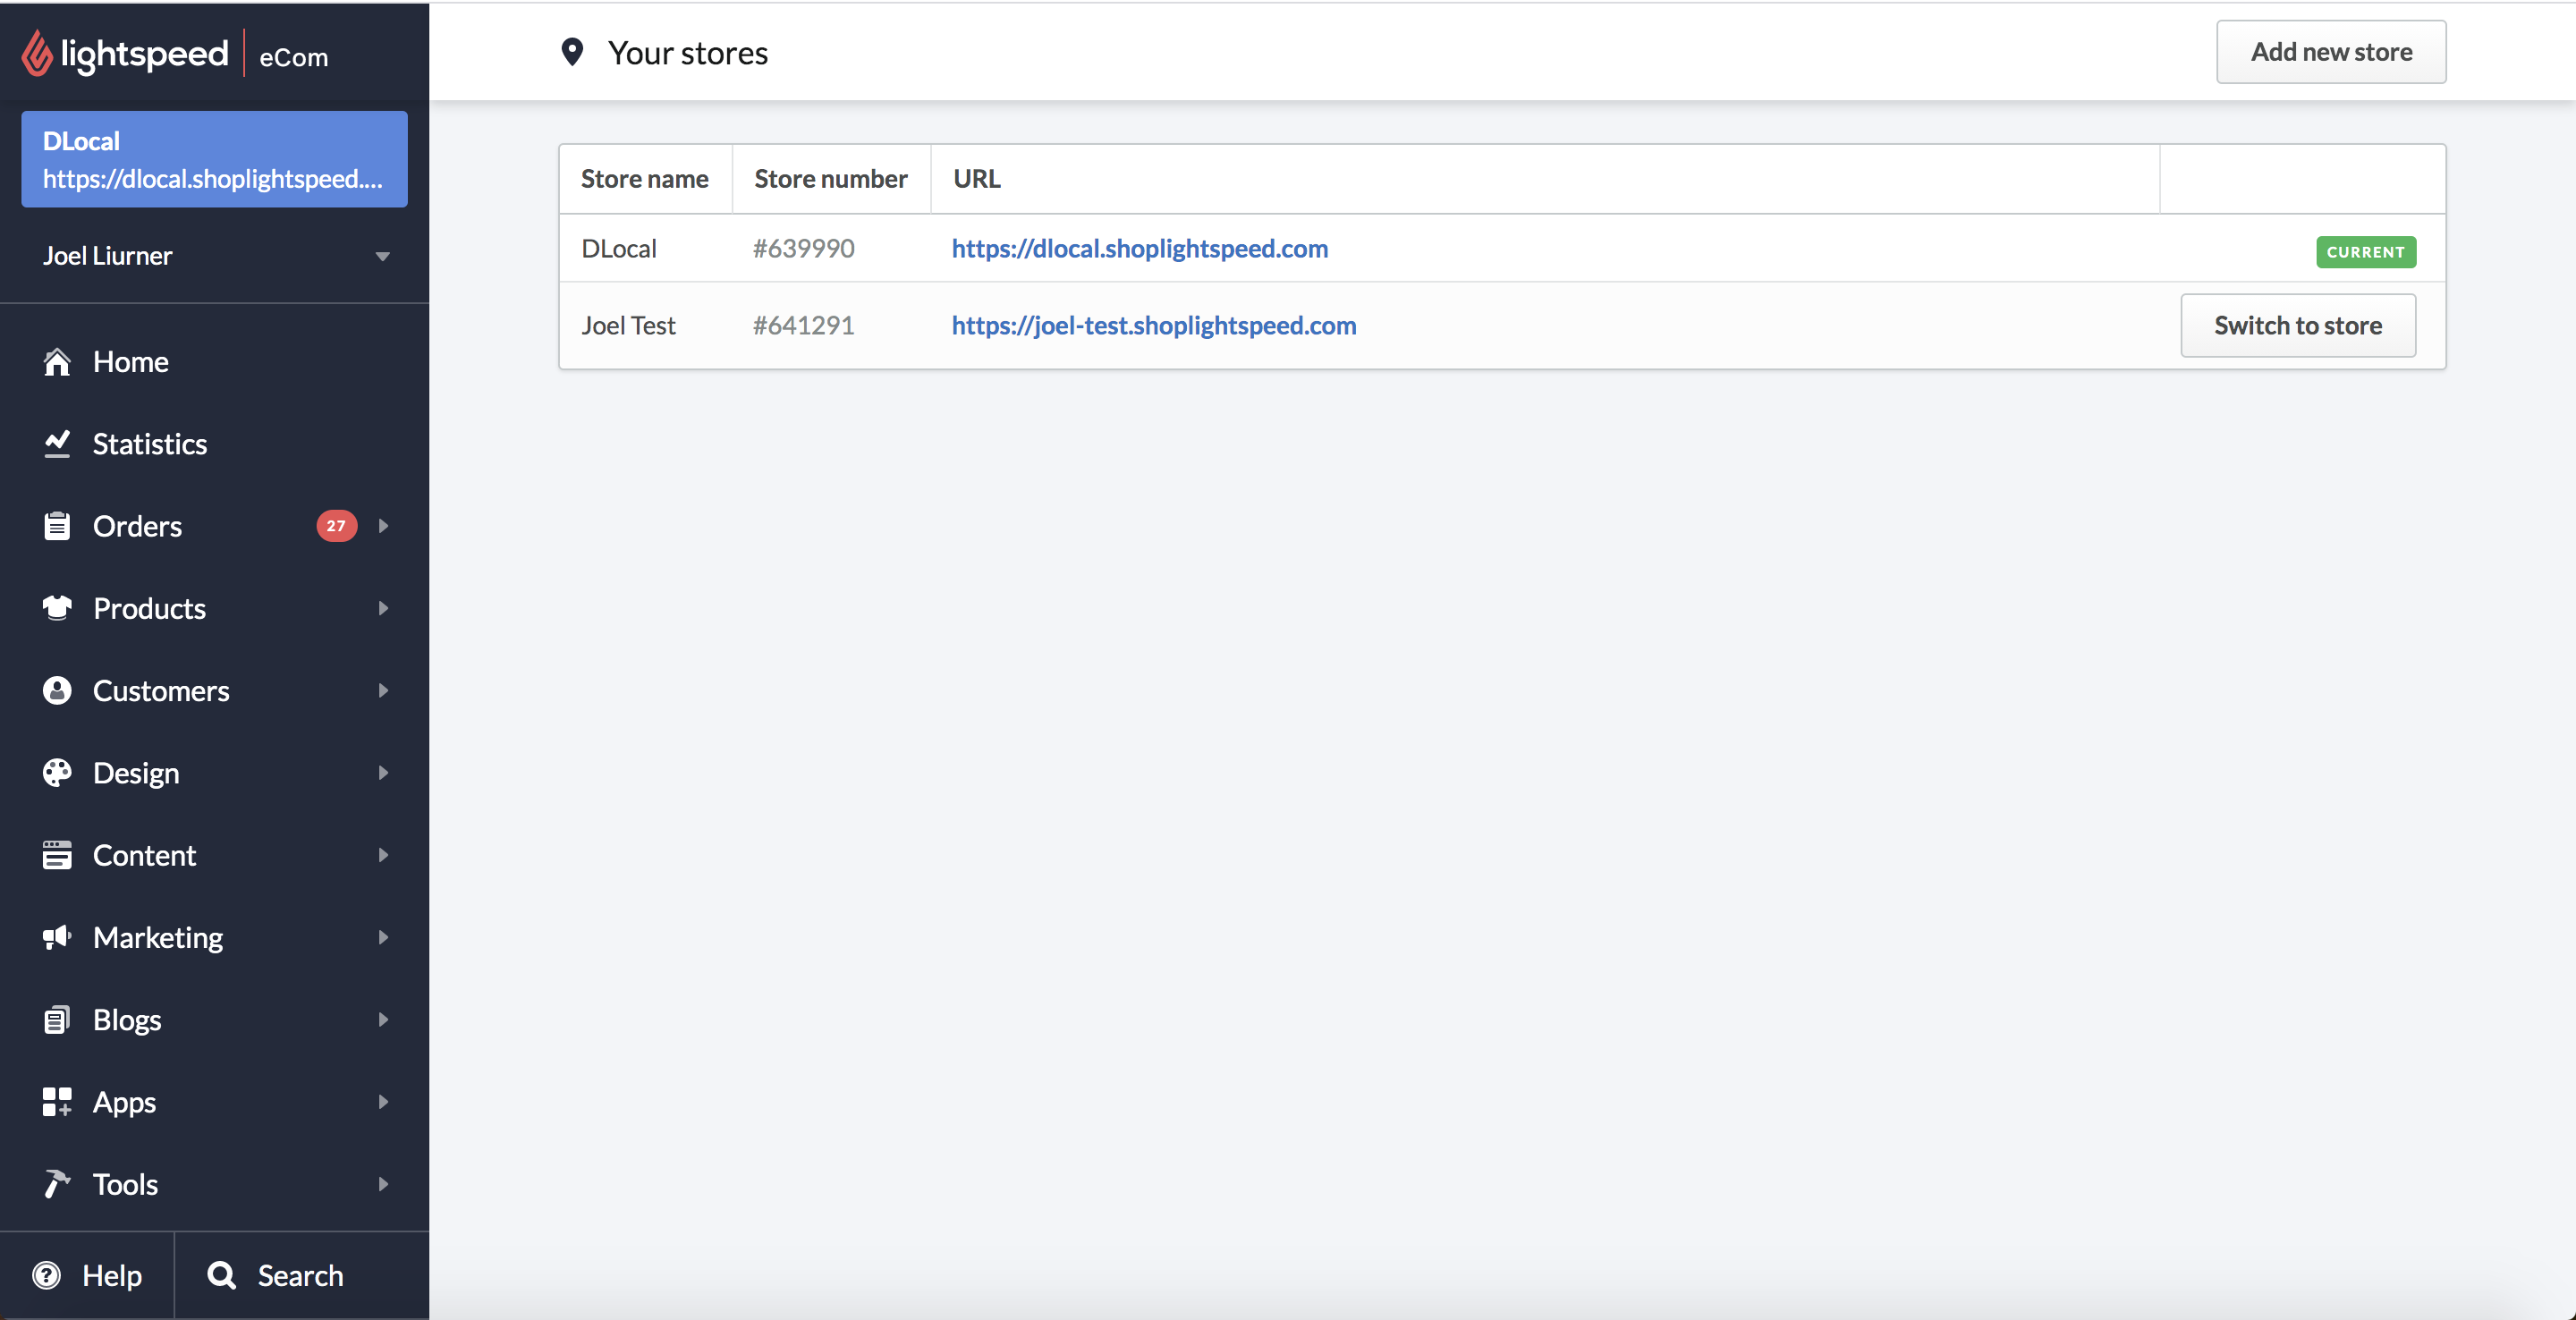 lightspeed eCom
DLocal
https://dlocal.shoplightspeed....
Joel Liurner
Home
Statistics
Orders 27
Products
Customers
Design
Content
Marketing
Blogs
Apps
Tools
Help Search
Your stores Add new store
Store name Store number URL
DLocal #639990 https://dlocal.shoplightspeed.com CURRENT
Joel Test #641291 https://joel-test.shoplightspeed.com Switch to store